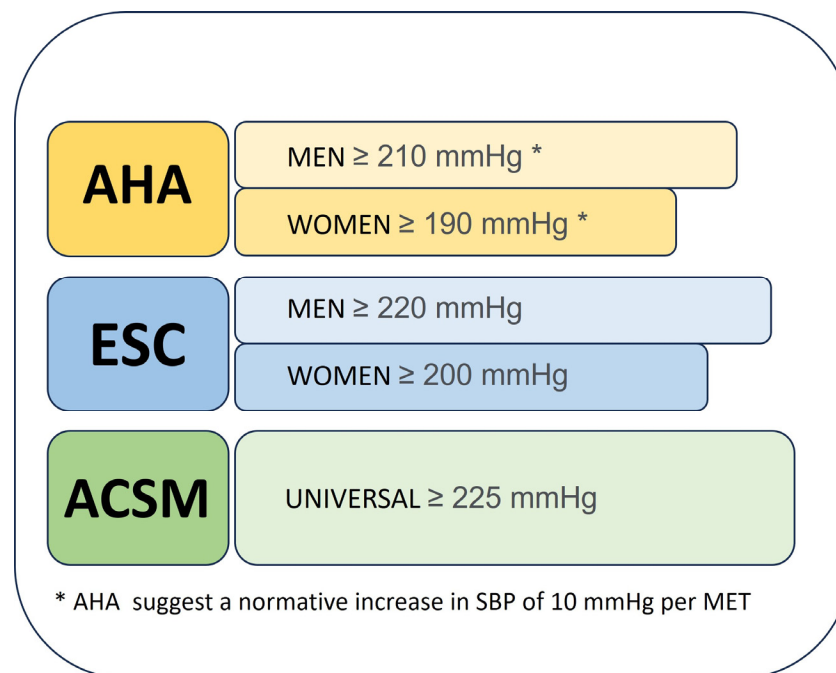 AHA
MEN ≥ 210 mmHg *
WOMEN ≥ 190 mmHg *
ESC
MEN ≥ 220 mmHg
WOMEN ≥ 200 mmHg
ACSM
UNIVERSAL ≥ 225 mmHg
* AHA suggest a normative increase in SBP of 10 mmHg per MET